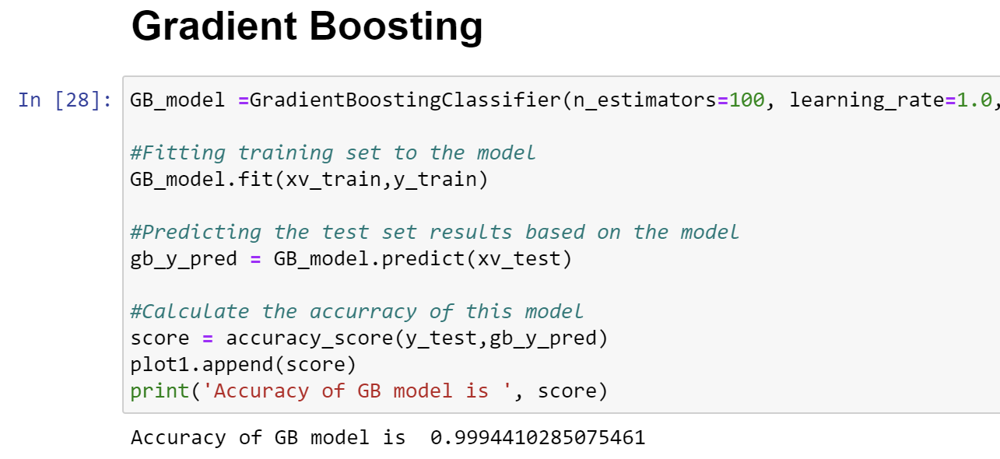 Gradient Boosting
In [28]: GB_model =GradientBoostingClassifier(n_estimators=100, learning_rate=1.0,
#Fitting training set to the model
GB_model.fit(xv_train,y_train)
#Predicting the test set results based on the model
gb_y_pred = GB_model.predict(xv_test)
#Calculate the accurracy of this model
score = accuracy_score(y_test,gb_y_pred)
plot1.append(score)
print('Accuracy of GB model is ', score)
Accuracy of GB model is  0.9994410285075461